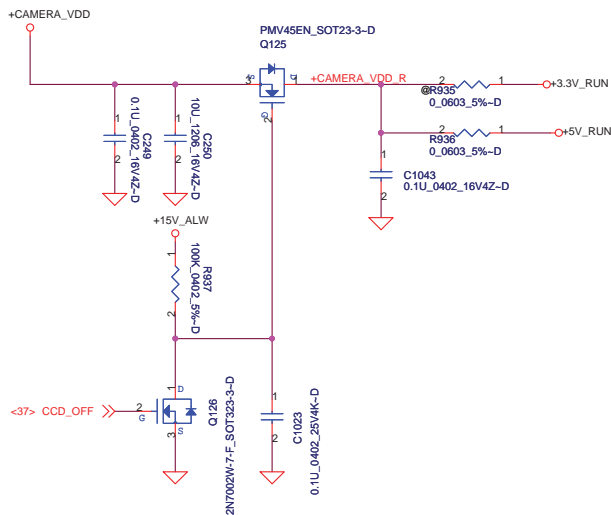 +CAMERA_VDD
PMV45EN_SOT23-3~D
Q125
3
S
D
1
+CAMERA_VDD_R
G
2
2
1
@R935
0_0603_5%~D
+3.3V_RUN
2
1
R936
0_0603_5%~D
+5V_RUN
1
2
C249
0.1U_0402_16V4Z~D
1
2
C250
10U_1206_16V4Z~D
1
2
C1043
0.1U_0402_16V4Z~D
+15V_ALW
1
2
R937
100K_0402_5%~D
<37> CCD_OFF
2
G
1
D
3
S
Q126
2N7002W-7-F_SOT323-3~D
1
2
C1023
0.1U_0402_25V4K~D